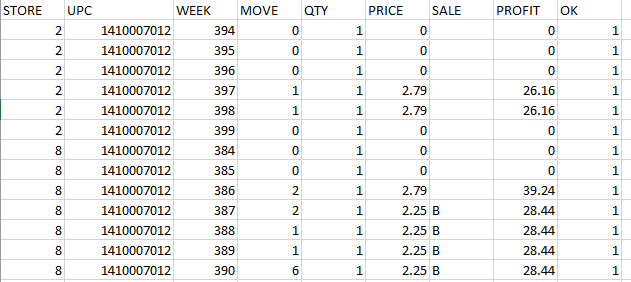 STORE UPC WEEK MOVE QTY PRICE SALE PROFIT OK
2 1410007012 394 0 1 0 0 1
2 1410007012 395 0 1 0 0 1
2 1410007012 396 0 1 0 0 1
2 1410007012 397 1 1 2.79 26.16 1
2 1410007012 398 1 1 2.79 26.16 1
2 1410007012 399 0 1 0 0 1
8 1410007012 384 0 1 0 0 1
8 1410007012 385 0 1 0 0 1
8 1410007012 386 2 1 2.79 39.24 1
8 1410007012 387 2 1 2.25 B 28.44 1
8 1410007012 388 1 1 2.25 B 28.44 1
8 1410007012 389 1 1 2.25 B 28.44 1
8 1410007012 390 6 1 2.25 B 28.44 1